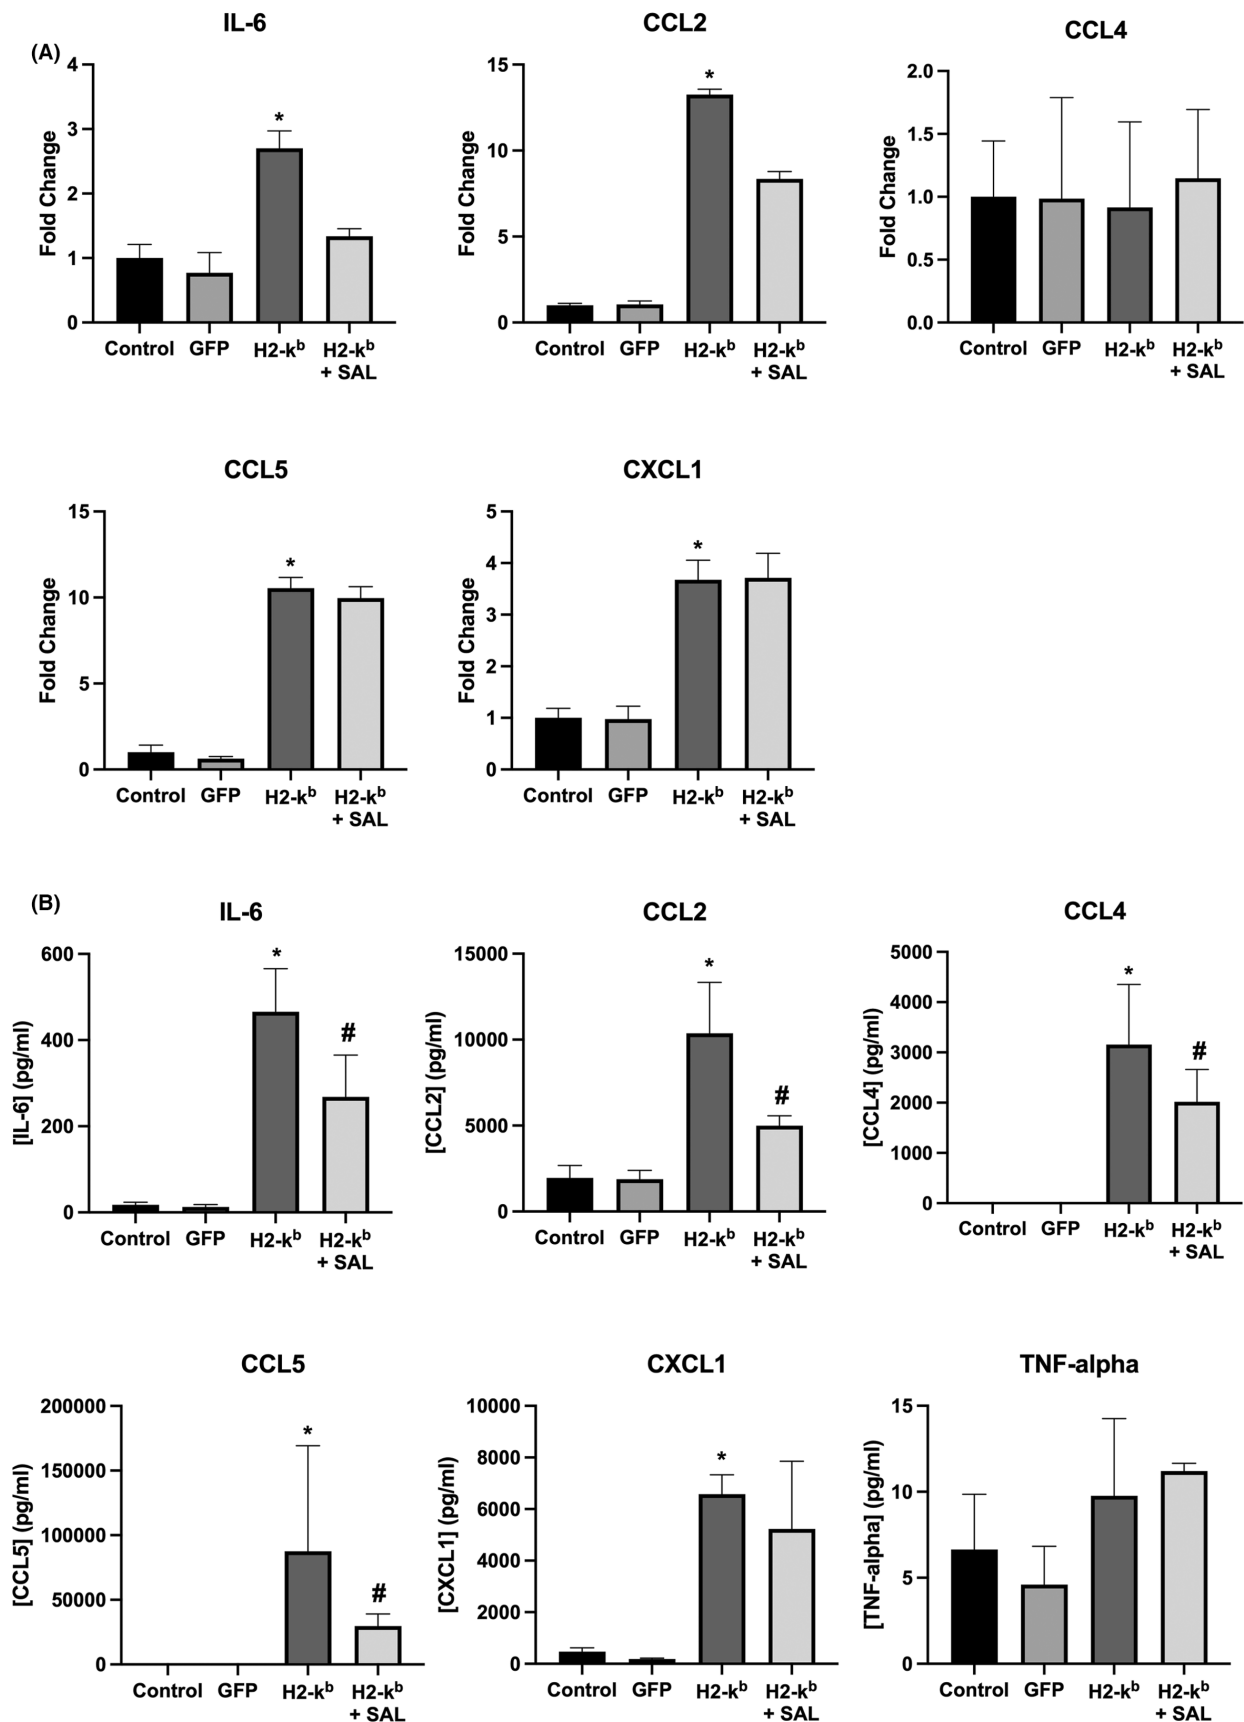 (A)
IL-6
Fold Change
4
3
2
1
0
*
Control GFP H2-kᵇ H2-kᵇ
+ SAL
CCL2
Fold Change
15
10
5
0
*
Control GFP H2-kᵇ H2-kᵇ
+ SAL
CCL4
Fold Change
2.0
1.5
1.0
0.5
0.0
Control GFP H2-kᵇ H2-kᵇ
+ SAL
CCL5
Fold Change
15
10
5
0
*
Control GFP H2-kᵇ H2-kᵇ
+ SAL
CXCL1
Fold Change
5
4
3
2
1
0
*
Control GFP H2-kᵇ H2-kᵇ
+ SAL
(B)
IL-6
[IL-6] (pg/ml)
600
400
200
0
*
#
Control GFP H2-kᵇ H2-kᵇ
+ SAL
CCL2
[CCL2] (pg/ml)
15000
10000
5000
0
*
#
Control GFP H2-kᵇ H2-kᵇ
+ SAL
CCL4
[CCL4] (pg/ml)
5000
4000
3000
2000
1000
0
*
#
Control GFP H2-kᵇ H2-kᵇ
+ SAL
CCL5
[CCL5] (pg/ml)
200000
150000
100000
50000
0
*
#
Control GFP H2-kᵇ H2-kᵇ
+ SAL
CXCL1
[CXCL1] (pg/ml)
10000
8000
6000
4000
2000
0
*
Control GFP H2-kᵇ H2-kᵇ
+ SAL
TNF-alpha
[TNF-alpha] (pg/ml)
15
10
5
0
Control GFP H2-kᵇ H2-kᵇ
+ SAL